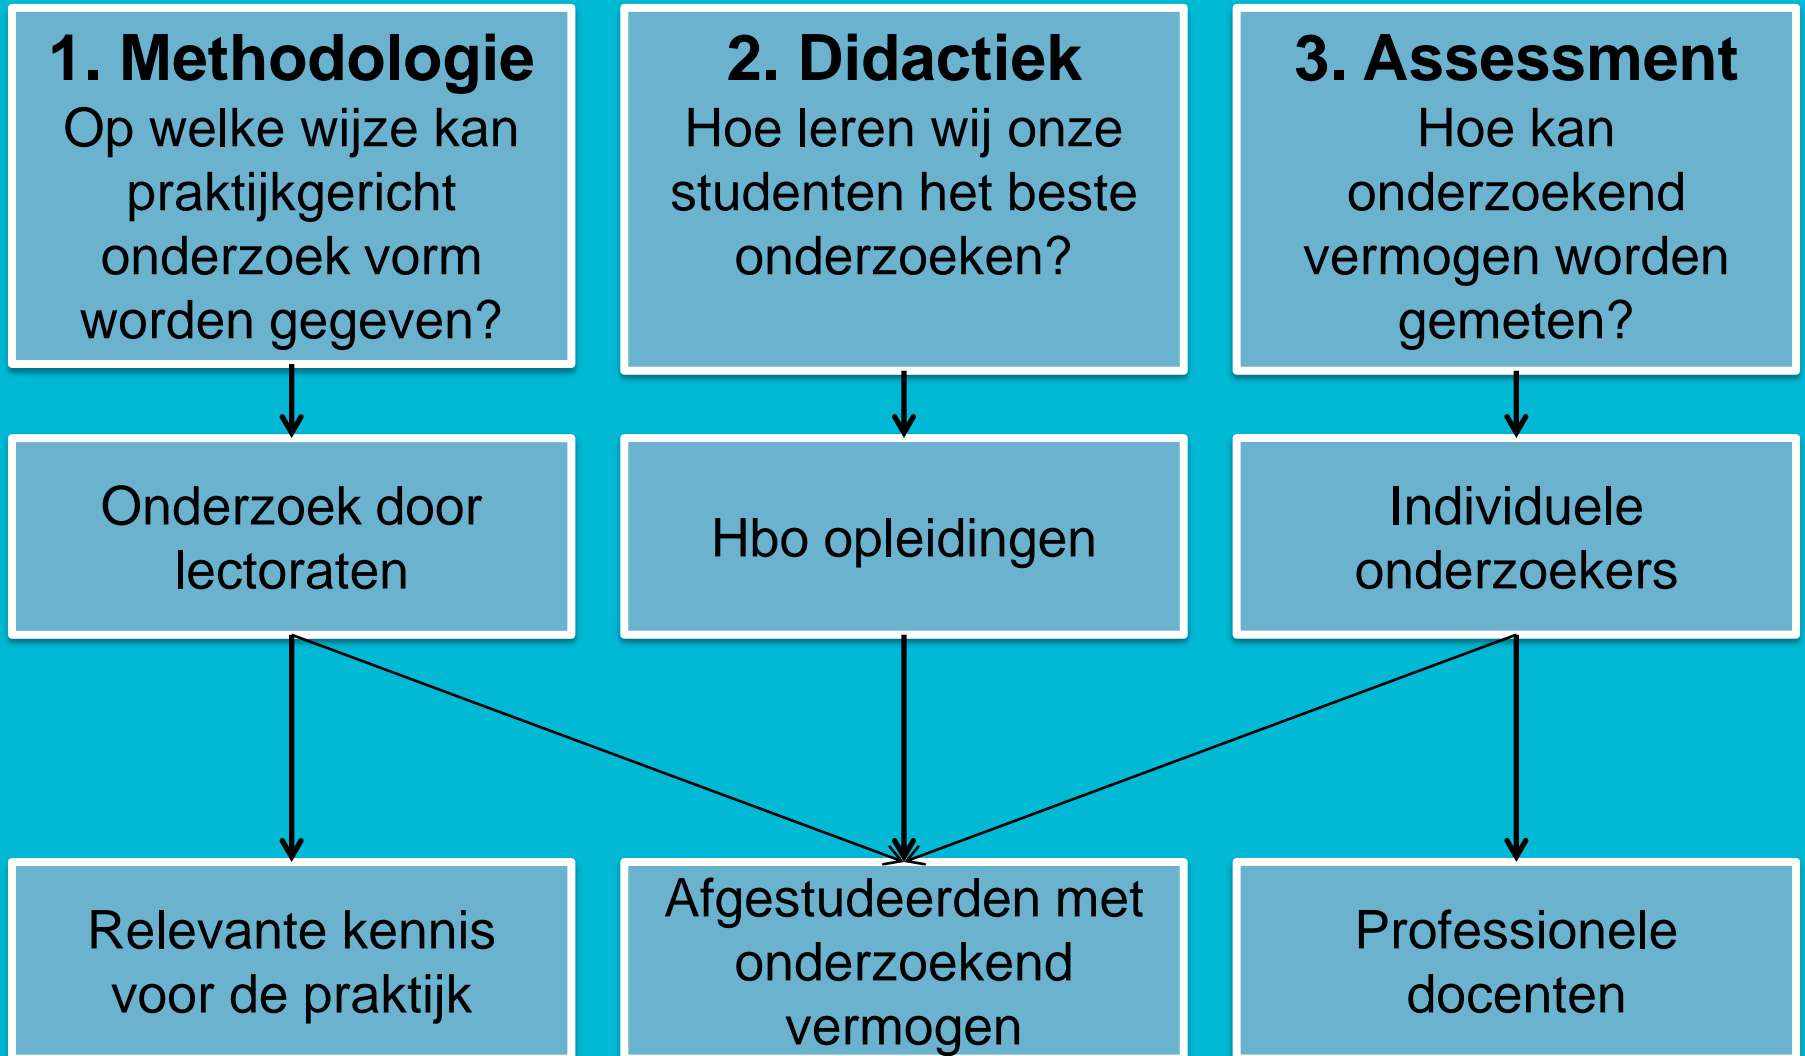 1. Methodologie
Op welke wijze kan
praktijkgericht
onderzoek vorm
worden gegeven?
2. Didactiek
Hoe leren wij onze
studenten het beste
onderzoeken?
3. Assessment
Hoe kan
onderzoekend
vermogen worden
gemeten?
Onderzoek door
lectoraten
Hbo opleidingen
Individuele
onderzoekers
Relevante kennis
voor de praktijk
Afgestudeerden met
onderzoekend
vermogen
Professionele
docenten